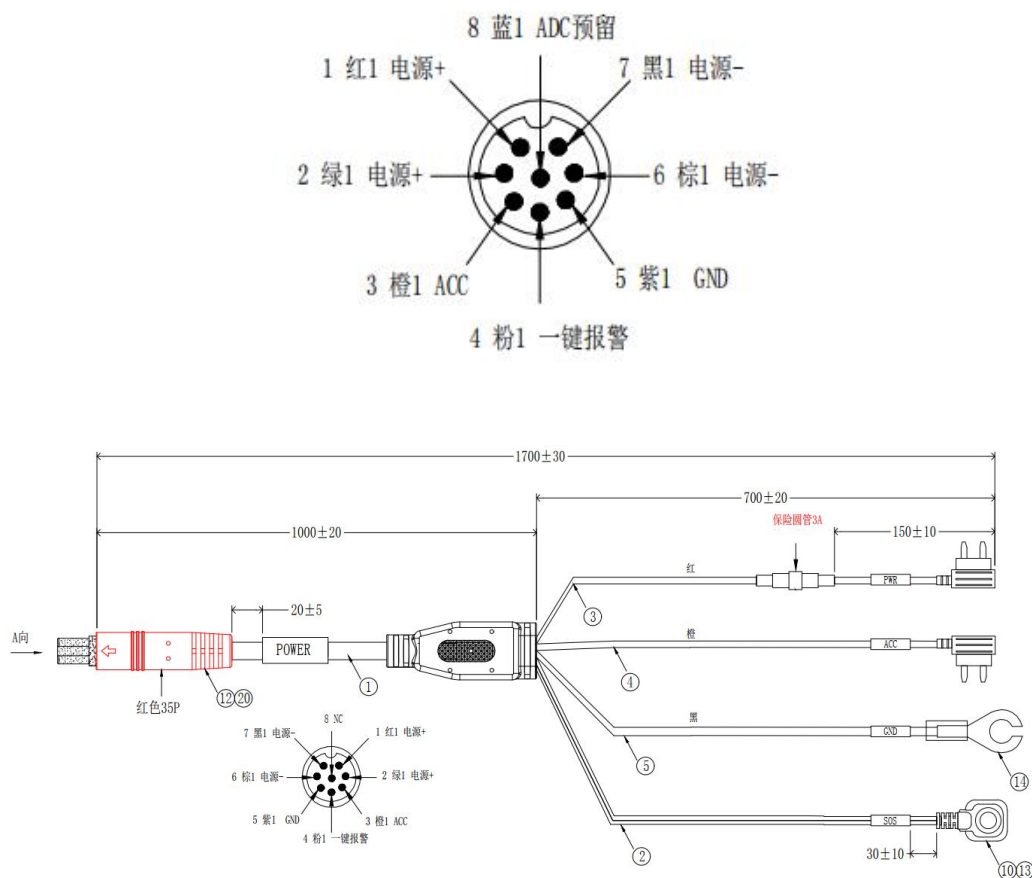 8 蓝1 ADC预留
1 红1 电源+
7 黑1 电源-
2 绿1 电源+
6 棕1 电源-
3 橙1 ACC
5 紫1 GND
4 粉1 一键报警
1700±30
700±20
保险圆管3A
1000±20
150±10
红
PWR
20±5
③
A向
POWER
橙
ACC
①
④
红色35P
⑫⑳
8 NC
7 黑1 电源-
1 红1 电源+
黑
GND
⑤
⑭
6 棕1 电源-
2 绿1 电源+
5 紫1 GND
3 橙1 ACC
4 粉1 一键报警
SOS
②
30±10
⑩⑬